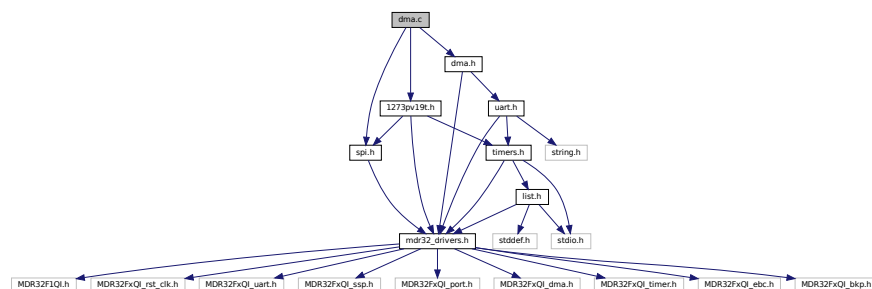 dma.c
dma.h
1273pv19t.h
uart.h
spi.h
timers.h
string.h
list.h
mdr32_drivers.h
stddef.h
stdio.h
MDR32F1QI.h
MDR32FxQI_rst_clk.h
MDR32FxQI_uart.h
MDR32FxQI_ssp.h
MDR32FxQI_port.h
MDR32FxQI_dma.h
MDR32FxQI_timer.h
MDR32FxQI_ebc.h
MDR32FxQI_bkp.h